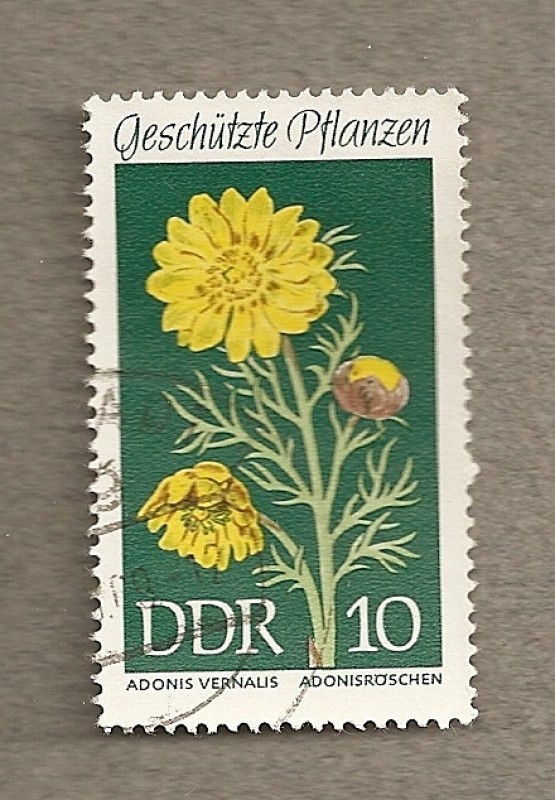 Geschützte Pflanzen
DDR 10
ADONIS VERNALIS ADONISRÖSCHEN